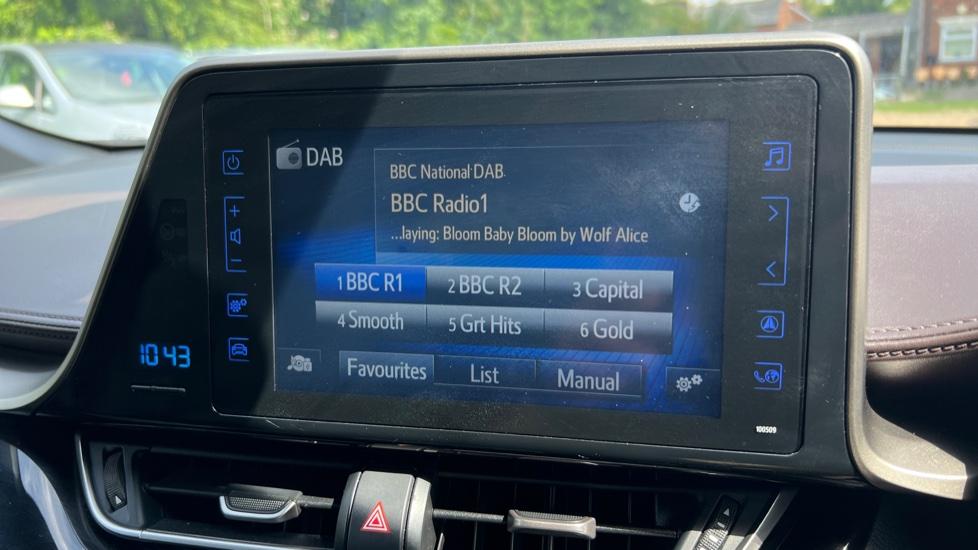 DAB
BBC National DAB
BBC Radio1
...laying: Bloom Baby Bloom by Wolf Alice
1 BBC R1 2 BBC R2 3 Capital
4 Smooth 5 Grt Hits 6 Gold
Favourites List Manual
10 43
100509